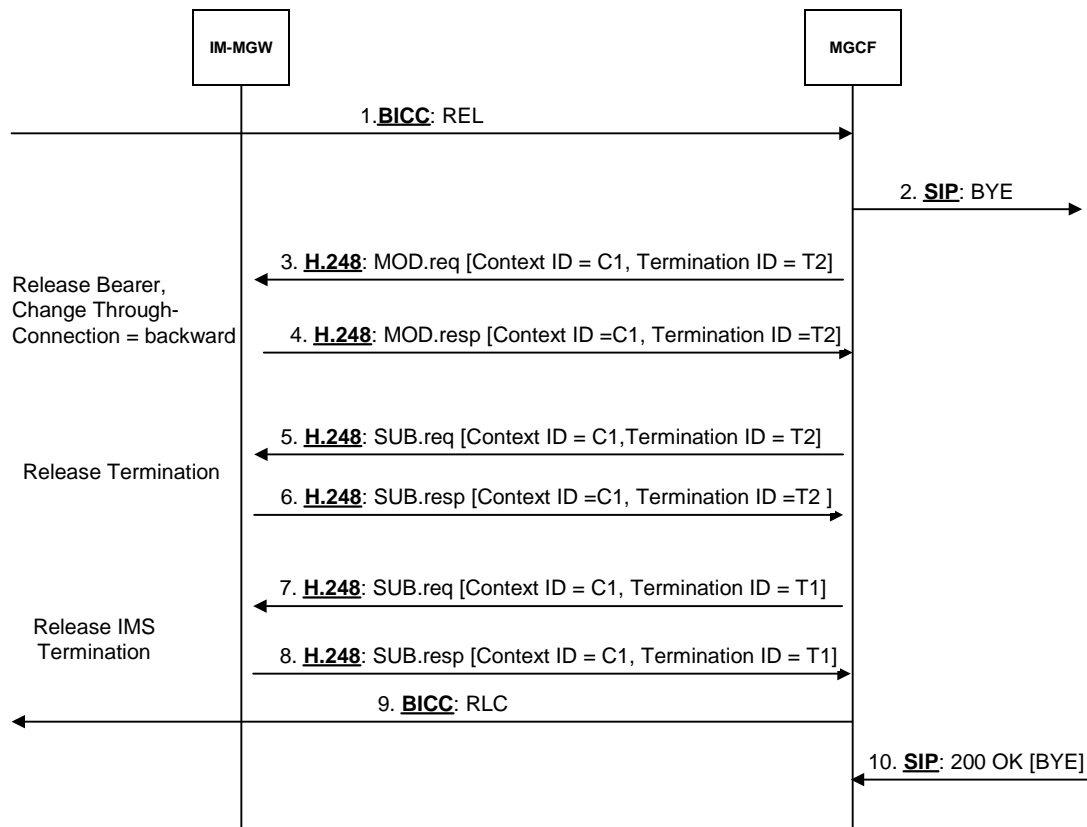 IM-MGW
MGCF
1.BICC: REL
2. SIP: BYE
3. H.248: MOD.req [Context ID = C1, Termination ID = T2]
Release Bearer,
Change Through-
Connection = backward
4. H.248: MOD.resp [Context ID =C1, Termination ID =T2]
5. H.248: SUB.req [Context ID = C1,Termination ID = T2]
Release Termination
6. H.248: SUB.resp [Context ID =C1, Termination ID =T2 ]
7. H.248: SUB.req [Context ID = C1, Termination ID = T1]
Release IMS
Termination
8. H.248: SUB.resp [Context ID = C1, Termination ID = T1]
9. BICC: RLC
10. SIP: 200 OK [BYE]